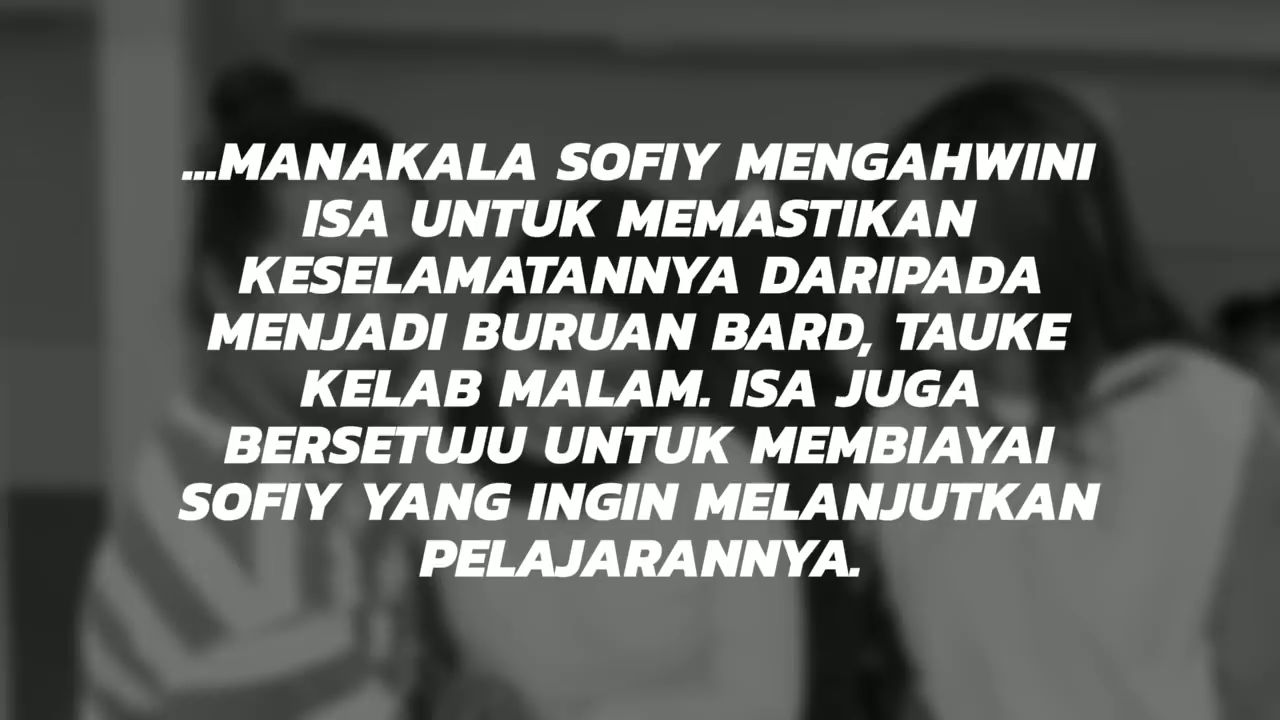 ...MANAKALA SOFIY MENGAHWINI
ISA UNTUK MEMASTIKAN
KESELAMATANNYA DARIPADA
MENJADI BURUAN BARD, TAUKE
KELAB MALAM. ISA JUGA
BERSETUJU UNTUK MEMBIAYAI
SOFIY YANG INGIN MELANJUTKAN
PELAJARANNYA.